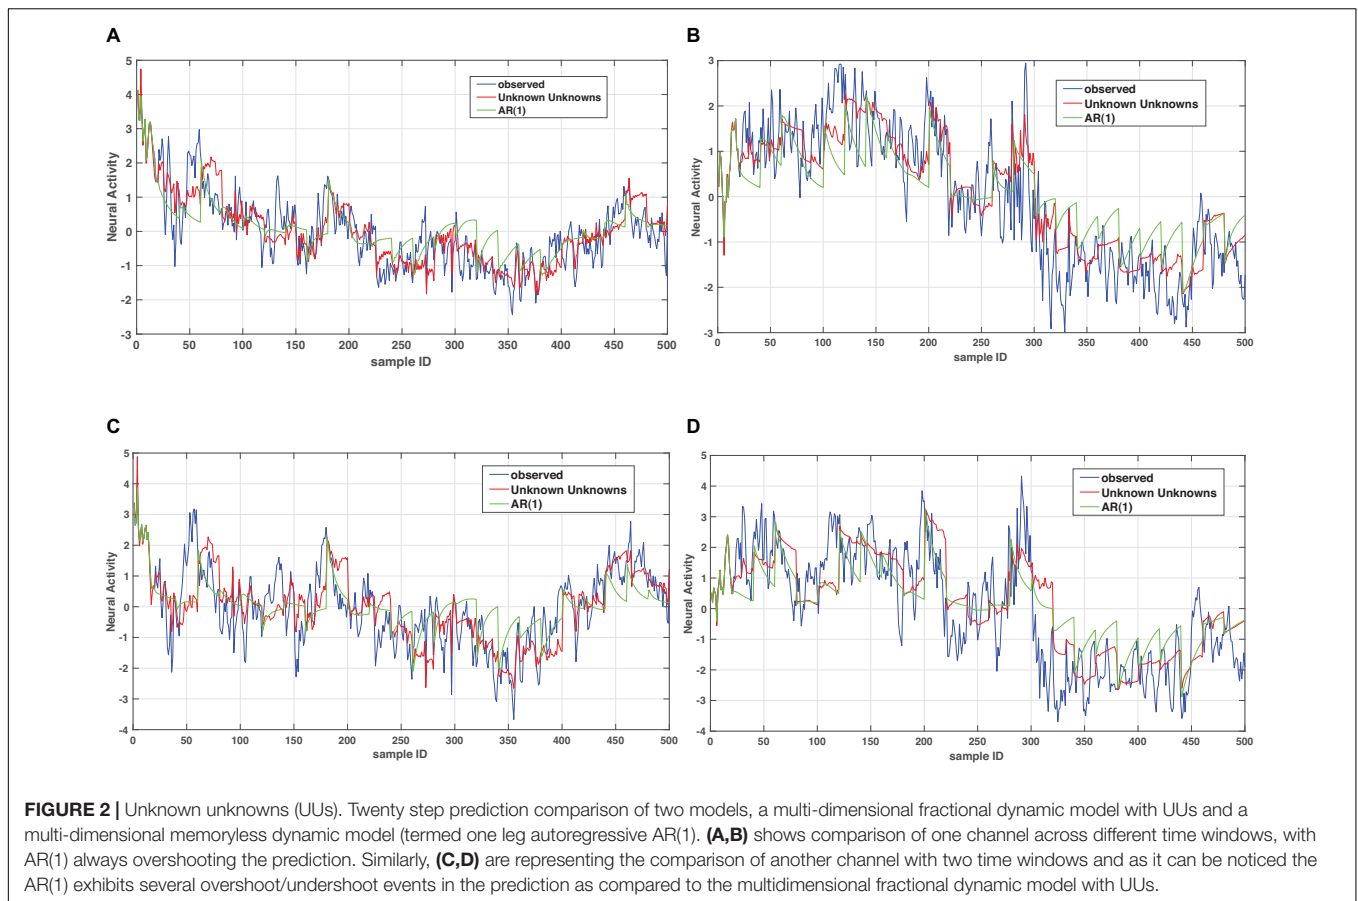 A
5
4
3
2
1
0
-1
-2
-3
Neural Activity
observed
Unknown Unknowns
AR(1)
0 50 100 150 200 250 300 350 400 450 500
sample ID
B
3
2
1
0
-1
-2
-3
Neural Activity
observed
Unknown Unknowns
AR(1)
0 50 100 150 200 250 300 350 400 450 500
sample ID
C
5
4
3
2
1
0
-1
-2
-3
-4
Neural Activity
observed
Unknown Unknowns
AR(1)
0 50 100 150 200 250 300 350 400 450 500
sample ID
D
5
4
3
2
1
0
-1
-2
-3
-4
Neural Activity
observed
Unknown Unknowns
AR(1)
0 50 100 150 200 250 300 350 400 450 500
sample ID
FIGURE 2 | Unknown unknowns (UUs). Twenty step prediction comparison of two models, a multi-dimensional fractional dynamic model with UUs and a
multi-dimensional memoryless dynamic model (termed one leg autoregressive AR(1). (A,B) shows comparison of one channel across different time windows, with
AR(1) always overshooting the prediction. Similarly, (C,D) are representing the comparison of another channel with two time windows and as it can be noticed the
AR(1) exhibits several overshoot/undershoot events in the prediction as compared to the multidimensional fractional dynamic model with UUs.